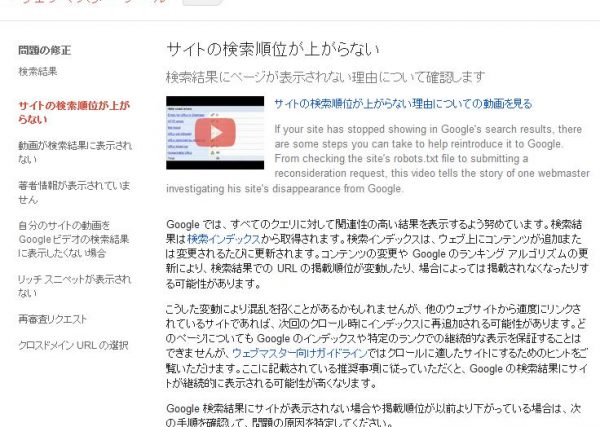 問題の修正
検索結果
サイトの検索順位が上が
らない
動画が検索結果に表示され
ない
著者情報が表示されていま
せん
自分のサイトの動画を
Googleビデオの検索結果
に表示したくない場合
リッチ スニペットが表示され
ない
再審査リクエスト
クロスドメイン URLの選択
サイトの検索順位が上がらない
検索結果にページが表示されない理由について確認します
サイトの検索順位が上がらない理由についての動画を見る
If your site has stopped showing in Google's search results, there
are some steps you can take to help reintroduce it to Google.
From checking the site's robots.txt file to submitting a
reconsideration request, this video tells the story of one webmaster
investigating his site's disappearance from Google.
Google では、すべてのクエリに対して関連性の高い結果を表示するよう努めています。検索結
果は検索インデックスから取得されます。検索インデックスは、ウェブ上にコンテンツが追加また
は変更されるたびに更新されます。コンテンツの変更や Google のランキング アルゴリズムの更
新により、検索結果での URL の掲載順位が変動したり、場合によっては掲載されなくなったりす
る可能性があります。
こうした変動により混乱を招くことがあるかもしれませんが、他のウェブサイトから適度にリンクさ
れているサイトであれば、次回のクロール時にインデックスに再追加される可能性があります。ど
のページについても Google のインデックスや特定のランクでの継続的な表示を保証することは
できませんが、ウェブマスター向けガイドラインではクロールに適したサイトにするためのヒントをご
覧いただけます。ここに記載されている推奨事項に従っていただくと、Google の検索結果にサイ
トが継続的に表示される可能性が高くなります。
Google 検索結果にサイトが表示されない場合や掲載順位が以前より下がっている場合は、次
の手順を確認して、問題の原因を特定してください。